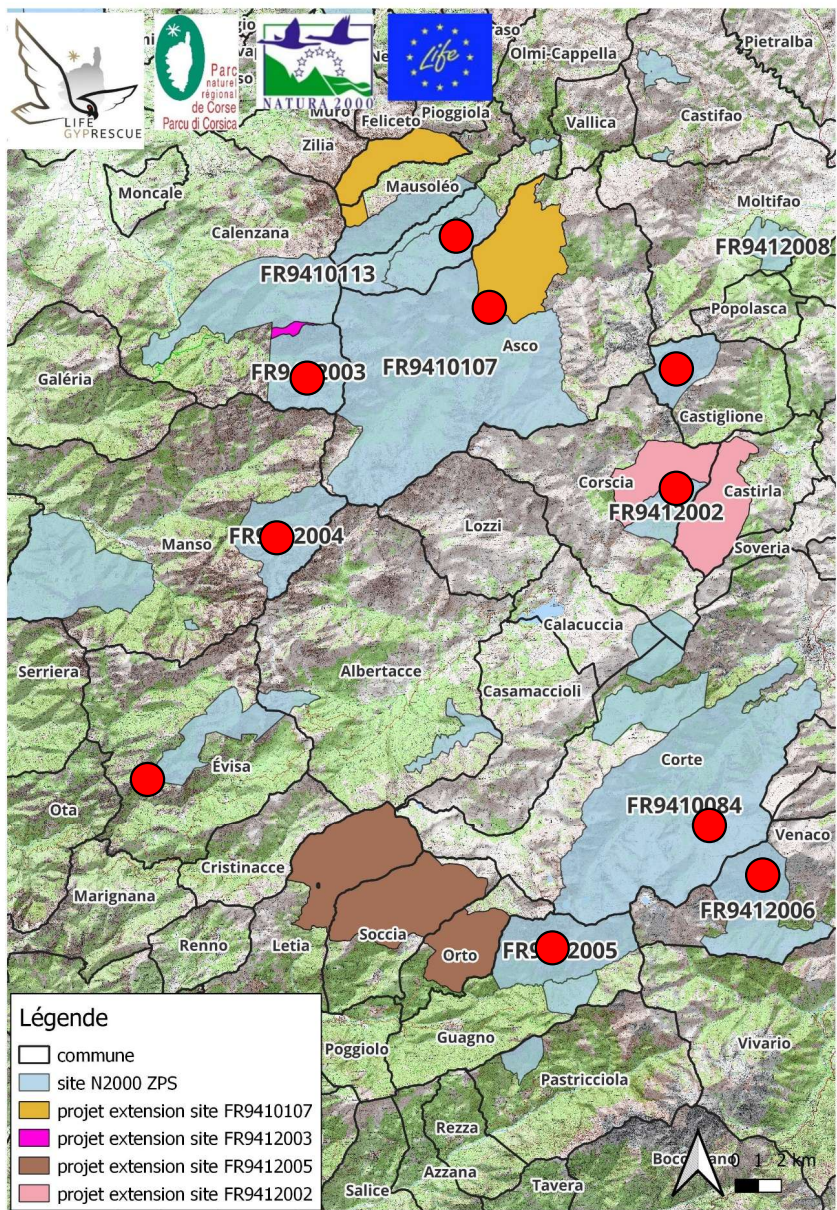 LIFE
GYPRESCUE
Parc
naturel
régional
de Corse
Parcu di Corsica
NATURA 2000
Life
Olmi-Cappella
Pietralba
Pioggiola
Feliceto
Muro
Vallica
Castifao
Zilia
Moncale
Mausoléo
Moltifao
Calenzana
FR9412008
FR9410113
Popolasca
Asco
Galéria
FR9410107
Castiglione
Corscia
Castirla
FR9412002
Lozzi
Manso
Soveria
Calacuccia
Serriera
Albertacce
Casamaccioli
Évisa
Corte
Ota
FR9410084
Venaco
Cristinacce
Marignana
FR9412006
Renno
Letia
Soccia
Orto
Légende
commune
site N2000 ZPS
projet extension site FR9410107
projet extension site FR9412003
projet extension site FR9412005
projet extension site FR9412002
Poggiolo
Guagno
Vivario
Pastricciola
Rezza
Azzana
Salice
Tavera
0 1 2 km